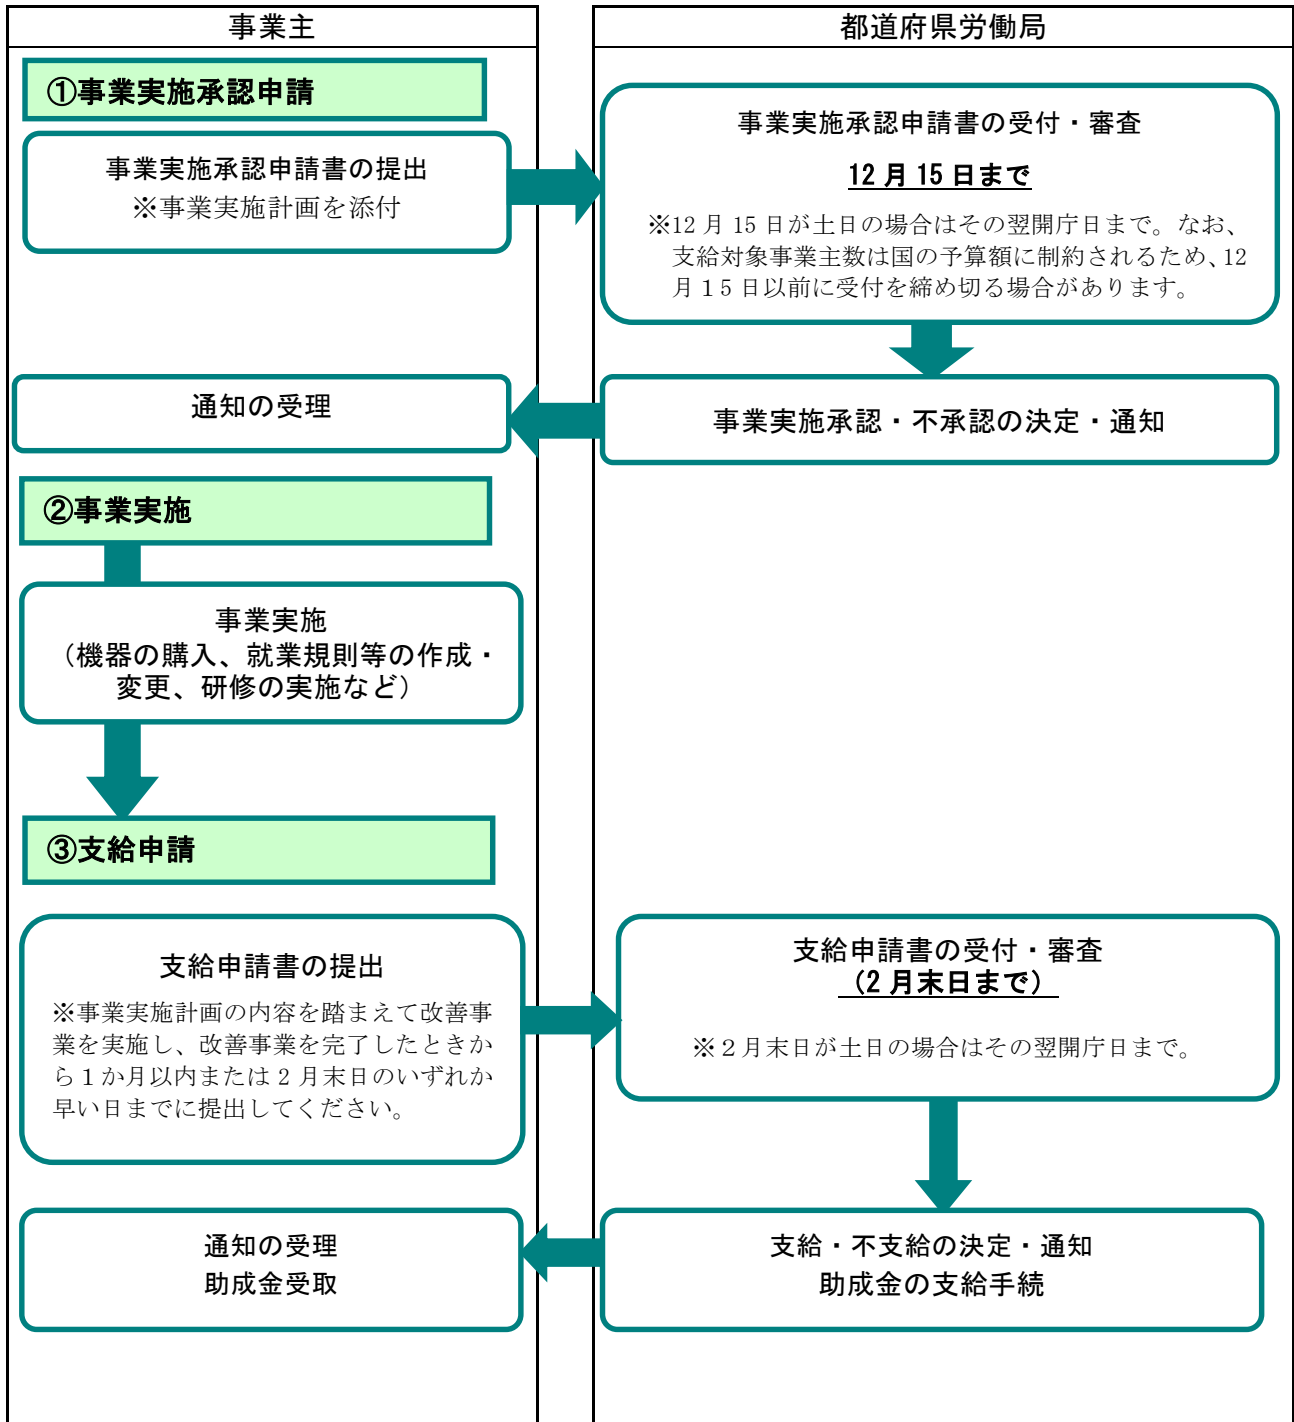 事業主
都道府県労働局
①事業実施承認申請
事業実施承認申請書の提出
※事業実施計画を添付
事業実施承認申請書の受付・審査
12 月 15 日まで
※12 月 15 日が土日の場合はその翌開庁日まで。なお、
支給対象事業主数は国の予算額に制約されるため、12
月１５日以前に受付を締め切る場合があります。
通知の受理
事業実施承認・不承認の決定・通知
②事業実施
事業実施
（機器の購入、就業規則等の作成・
変更、研修の実施など）
③支給申請
支給申請書の提出
※事業実施計画の内容を踏まえて改善事
業を実施し、改善事業を完了したときか
ら１か月以内または 2 月末日のいずれか
早い日までに提出してください。
支給申請書の受付・審査
（2 月末日まで）
※２月末日が土日の場合はその翌開庁日まで。
通知の受理
助成金受取
支給・不支給の決定・通知
助成金の支給手続